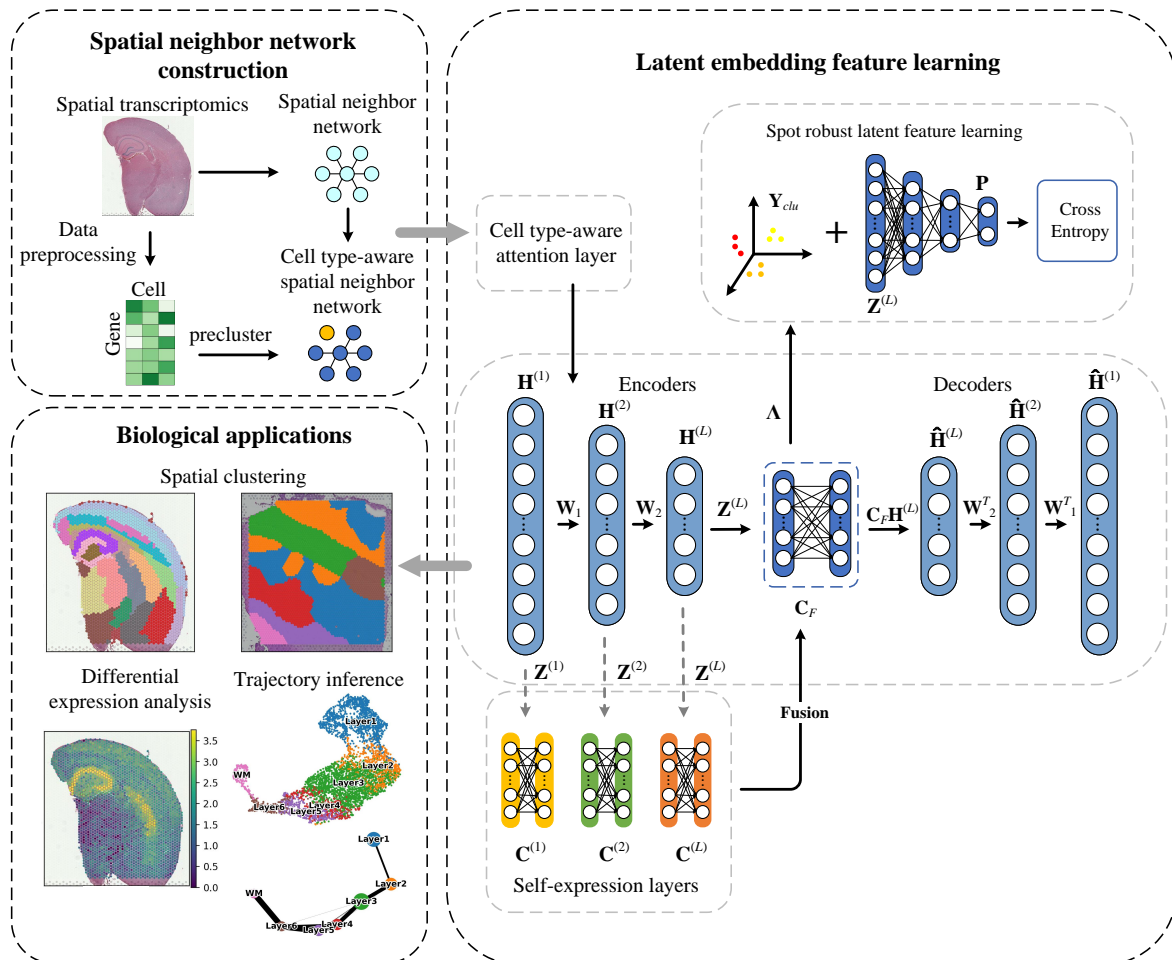 Spatial neighbor network
construction
Spatial transcriptomics
Spatial neighbor
network
Data
preprocessing
Cell type-aware
spatial neighbor
network
Cell
Gene
precluster
Biological applications
Spatial clustering
Differential
expression analysis
3.5
3.0
2.5
2.0
1.5
1.0
0.5
0.0
Trajectory inference
Layer1
WM
Layer2
Layer3
Layer6
Layer4
Layer5
Layer1
Layer2
WM
Layer3
Layer6
Layer4
Layer5
Latent embedding feature learning
Cell type-aware
attention layer
Spot robust latent feature learning
Y_clu
+
Z^(L)
P
Cross
Entropy
Encoders
Decoders
H^(1)
H^(2)
H^(L)
W_1
W_2
Z^(L)
Λ
C_F
C_F H^(L)
Ĥ^(L)
W^T_2
Ĥ^(2)
W^T_1
Ĥ^(1)
Z^(1)
Z^(2)
Z^(L)
Fusion
C^(1)
C^(2)
C^(L)
Self-expression layers